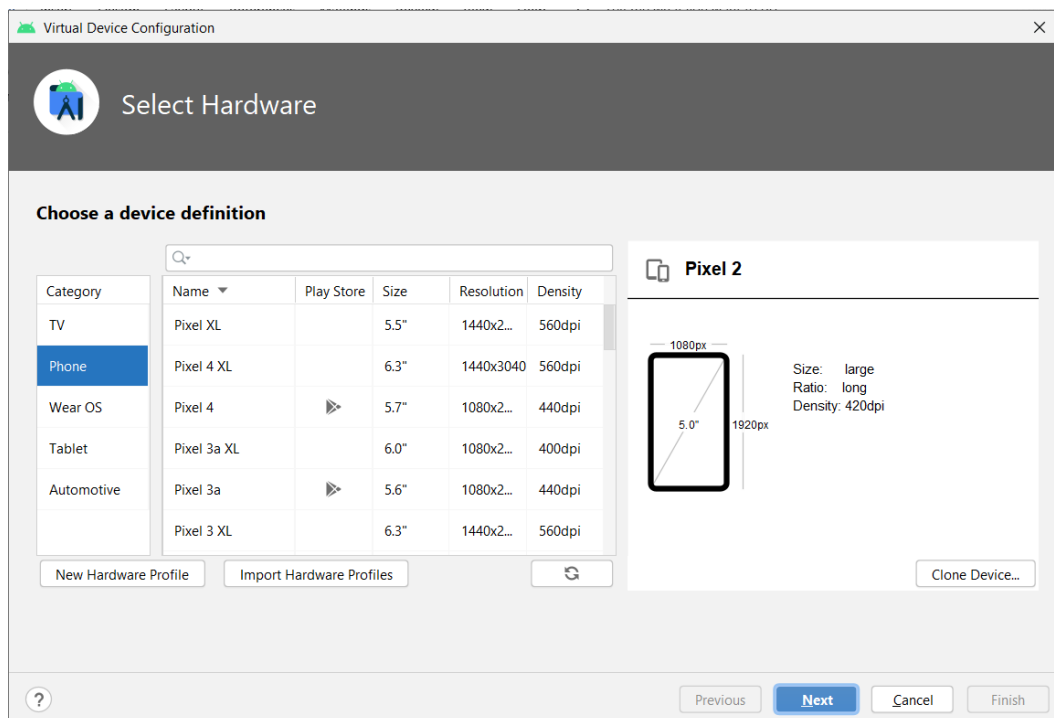 Virtual Device Configuration
Select Hardware
Choose a device definition
Category
TV
Phone
Wear OS
Tablet
Automotive
Name Play Store Size Resolution Density
Pixel XL 5.5" 1440x2... 560dpi
Pixel 4 XL 6.3" 1440x3040 560dpi
Pixel 4 5.7" 1080x2... 440dpi
Pixel 3a XL 6.0" 1080x2... 400dpi
Pixel 3a 5.6" 1080x2... 440dpi
Pixel 3 XL 6.3" 1440x2... 560dpi
New Hardware Profile Import Hardware Profiles
Pixel 2
1080px
5.0"
1920px
Size: large
Ratio: long
Density: 420dpi
Clone Device...
? Previous Next Cancel Finish